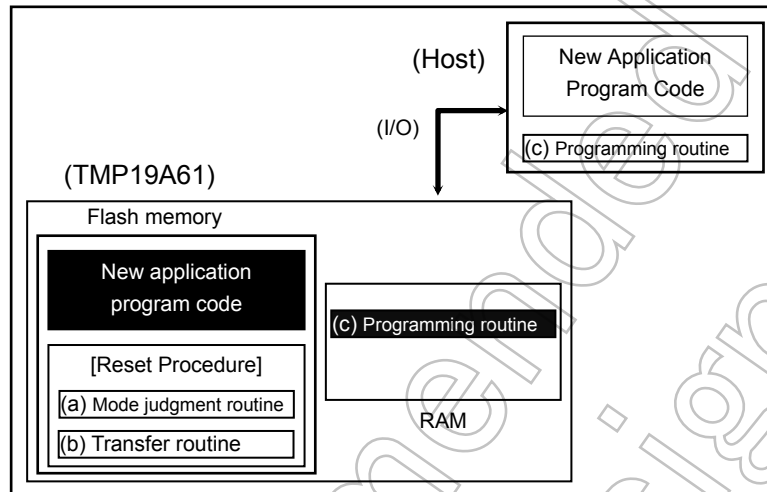 (Host)
New Application
Program Code
(I/O)
(c) Programming routine
(TMP19A61)
Flash memory
New application
program code
(c) Programming routine
[Reset Procedure]
(a) Mode judgment routine
(b) Transfer routine
RAM